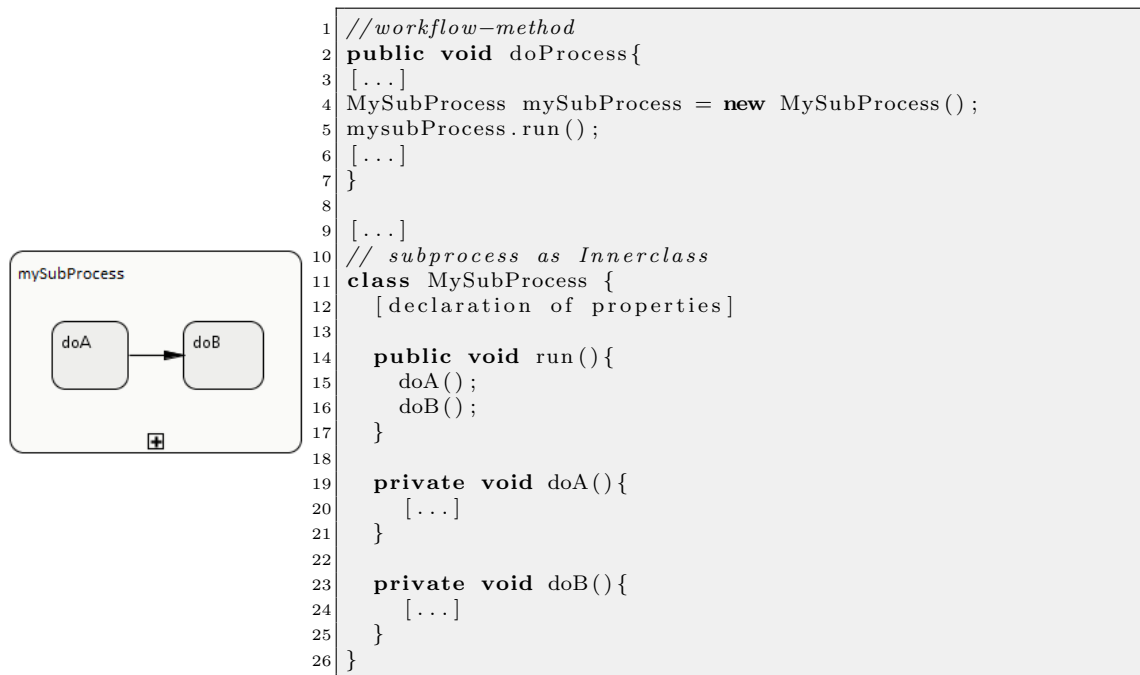 mySubProcess
doA
doB
1 //workflow−method
2 public void doProcess{
3 [...]
4 MySubProcess mySubProcess = new MySubProcess();
5 mysubProcess.run();
6 [...]
7 }
8
9 [...]
10 // subprocess as Innerclass
11 class MySubProcess {
12 [declaration of properties]
13
14 public void run(){
15 doA();
16 doB();
17 }
18
19 private void doA(){
20 [...]
21 }
22
23 private void doB(){
24 [...]
25 }
26 }